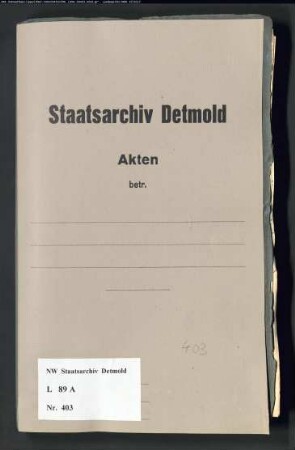 Staatsarchiv Detmold
Akten
betr.
403
NW Staatsarchiv Detmold
L 89 A
Nr. 403